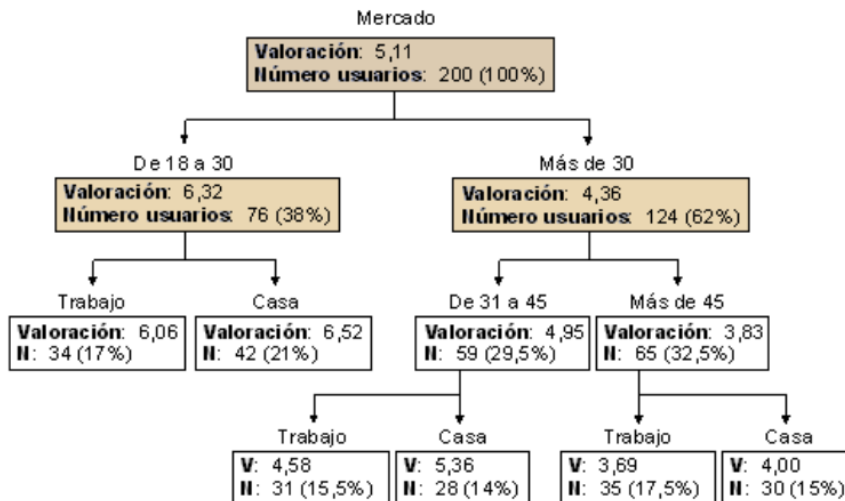 Mercado
Valoración: 5,11
Número usuarios: 200 (100%)
De 18 a 30
Más de 30
Valoración: 6,32
Número usuarios: 76 (38%)
Valoración: 4,36
Número usuarios: 124 (62%)
Trabajo
Casa
De 31 a 45
Más de 45
Valoración: 6,06
N: 34 (17%)
Valoración: 6,52
N: 42 (21%)
Valoración: 4,95
N: 59 (29,5%)
Valoración: 3,83
N: 65 (32,5%)
Trabajo
Casa
Trabajo
Casa
V: 4,58
N: 31 (15,5%)
V: 5,36
N: 28 (14%)
V: 3,69
N: 35 (17,5%)
V: 4,00
N: 30 (15%)